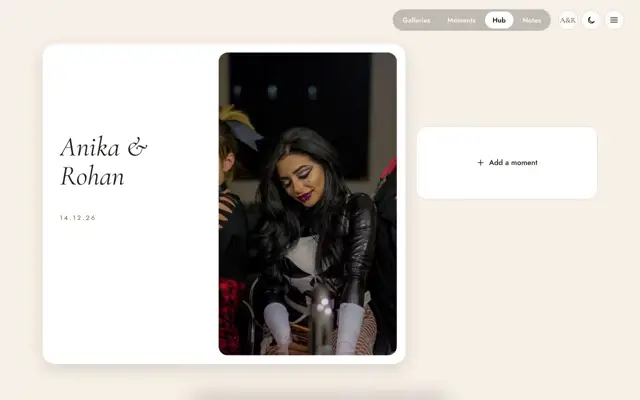 Galleries
Moments
Hub
Notes
A&R
Anika &
Rohan
14.12.26
+ Add a moment